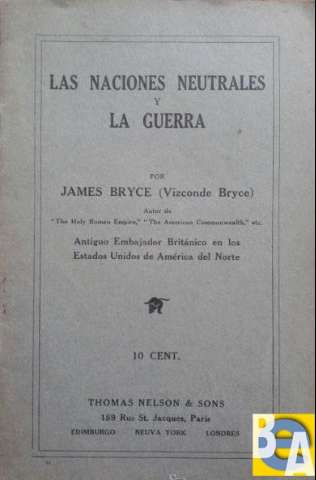 LAS NACIONES NEUTRALES
Y
LA GUERRA
POR
JAMES BRYCE (Vizconde Bryce)
Autor de
"The Holy Roman Empire," "The American Commonwealth," etc.
Antiguo Embajador Británico en los
Estados Unidos de América del Norte
10 CENT.
THOMAS NELSON & SONS
189 Rue St. Jacques, Paris
EDIMBURGO NEUVA YORK LONDRES
BEA